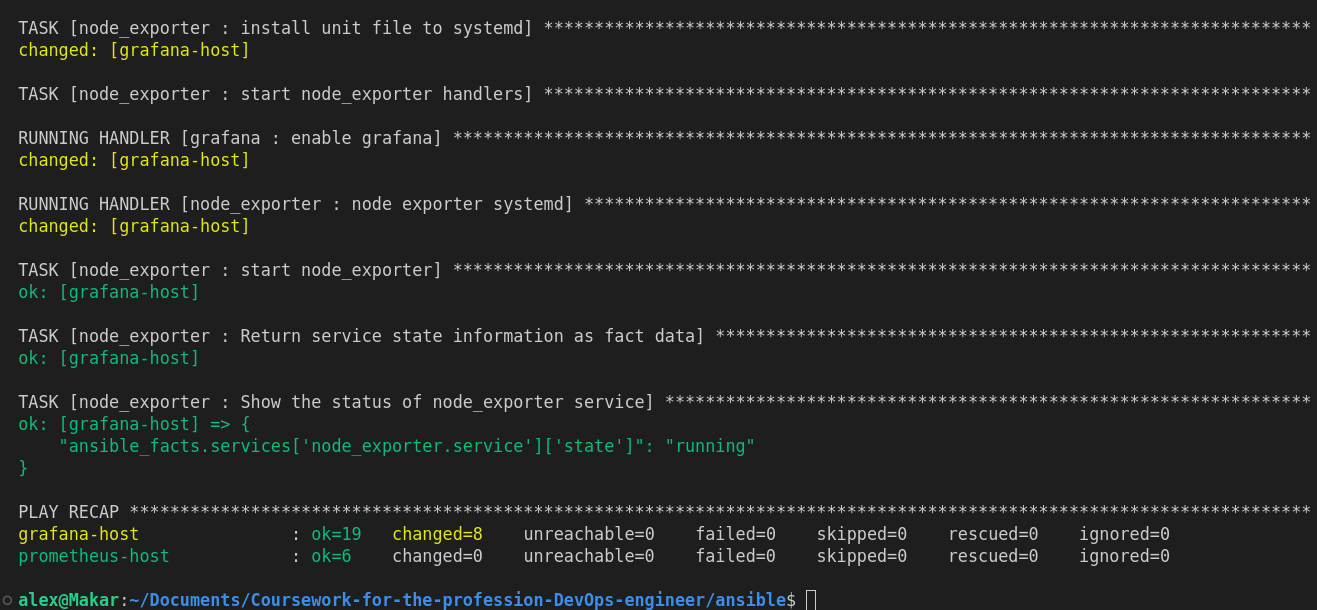 TASK [node_exporter : install unit file to systemd] ****************************************************************************
changed: [grafana-host]
TASK [node_exporter : start node_exporter handlers] ****************************************************************************
RUNNING HANDLER [grafana : enable grafana] *************************************************************************************
changed: [grafana-host]
RUNNING HANDLER [node_exporter : node exporter systemd] ************************************************************************
changed: [grafana-host]
TASK [node_exporter : start node_exporter] *************************************************************************************
ok: [grafana-host]
TASK [node_exporter : Return service state information as fact data] ***********************************************************
ok: [grafana-host]
TASK [node_exporter : Show the status of node_exporter service] ****************************************************************
ok: [grafana-host] => {
    "ansible_facts.services['node_exporter.service']['state']": "running"
}
PLAY RECAP *********************************************************************************************************************
grafana-host               : ok=19   changed=8    unreachable=0    failed=0    skipped=0    rescued=0    ignored=0
prometheus-host            : ok=6    changed=0    unreachable=0    failed=0    skipped=0    rescued=0    ignored=0
alex@Makar:~/Documents/Coursework-for-the-profession-DevOps-engineer/ansible$